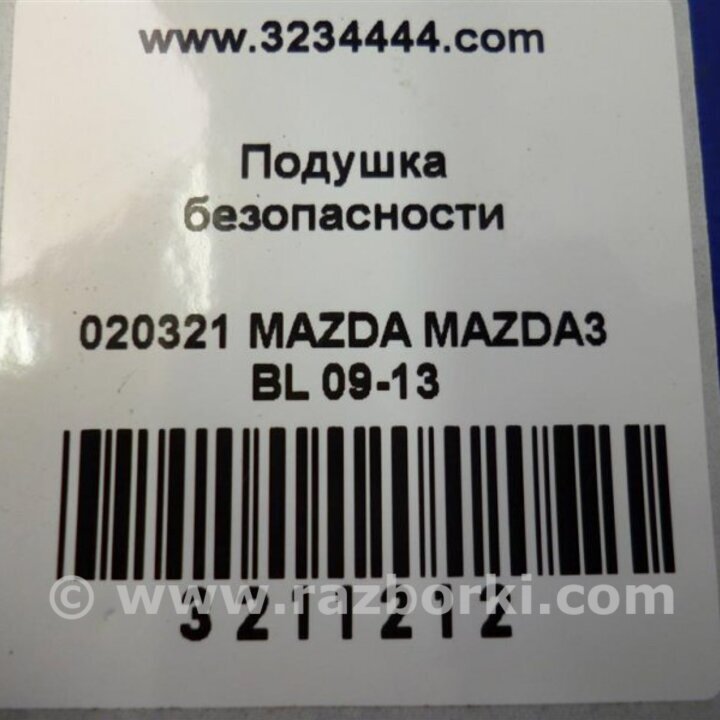 www.3234444.com
Подушка
безопасности
020321 MAZDA MAZDA3
BL 09-13
© www.razborki.com
3211212